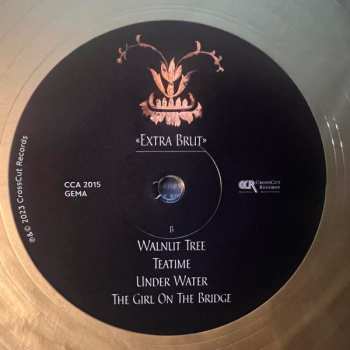 «Extra Brut»
CCA 2015
GEMA
CCR CrossCut
Records
B
Walnut Tree
Teatime
Under Water
The Girl On The Bridge
℗&© 2023 CrossCut Records